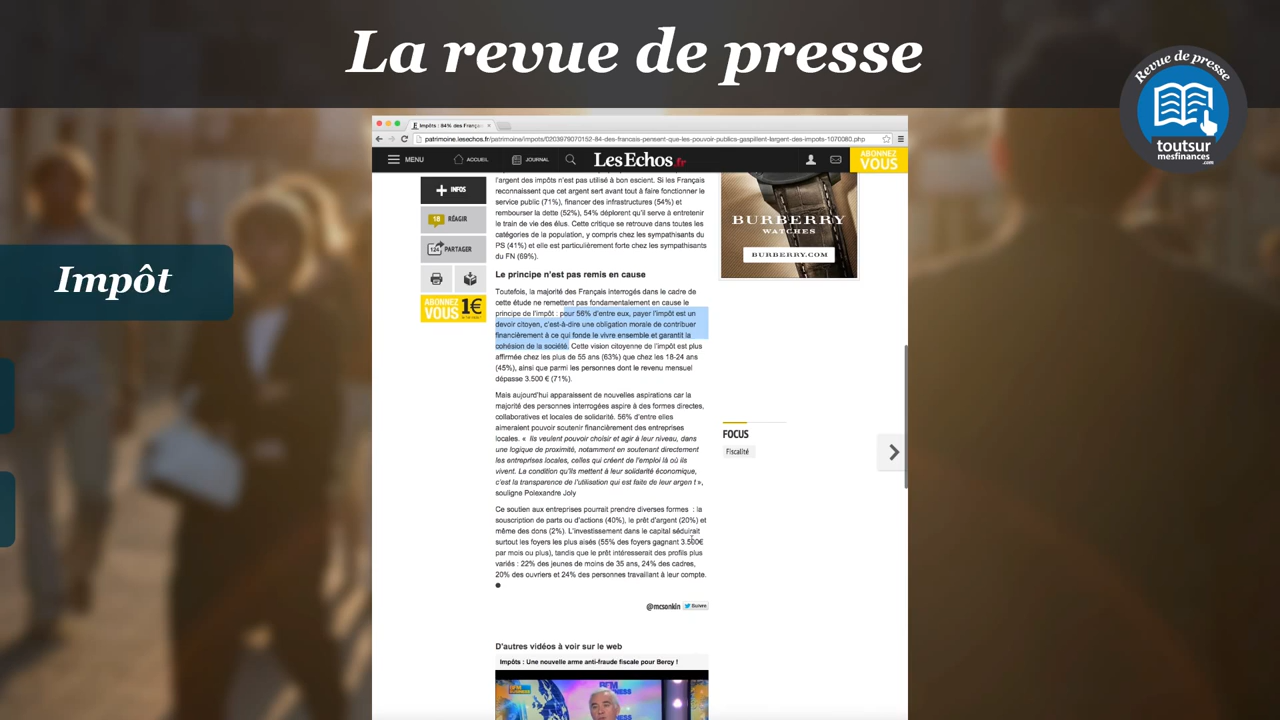 La revue de presse
Revue de presse
toutsur
mesfinances
.com
Impôt
Impôts : 84% des França
patrimoine.lesechos.fr/patrimoine/impots/0203979070152-84-des-francais-pensent-que-les-pouvoir-publics-gaspillent-largent-des-impots-1070080.php
MENU
ACCUEIL
JOURNAL
LesEchos.fr
ABONNEZ
VOUS
INFOS
18 RÉAGIR
124 PARTAGER
ABONNEZ
VOUS 1€
l'argent des impôts n'est pas utilisé à bon escient. Si les Français
reconnaissent que cet argent sert avant tout à faire fonctionner le
service public (71%), financer des infrastructures (54%) et
rembourser la dette (52%), 54% déplorent qu'il serve à entretenir
le train de vie des élus. Cette critique se retrouve dans toutes les
catégories de la population, y compris chez les sympathisants du
PS (41%) et elle est particulièrement forte chez les sympathisants
du FN (69%).
Le principe n'est pas remis en cause
Toutefois, la majorité des Français interrogés dans le cadre de
cette étude ne remettent pas fondamentalement en cause le
principe de l'impôt : pour 56% d'entre eux, payer l'impôt est un
devoir citoyen, c'est-à-dire une obligation morale de contribuer
financièrement à ce qui fonde le vivre ensemble et garantit la
cohésion de la société. Cette vision citoyenne de l'impôt est plus
affirmée chez les plus de 55 ans (63%) que chez les 18-24 ans
(45%), ainsi que parmi les personnes dont le revenu mensuel
dépasse 3.500 € (71%).
Mais aujourd'hui apparaissent de nouvelles aspirations car la
majorité des personnes interrogées aspire à des formes directes,
collaboratives et locales de solidarité. 56% d'entre elles
aimeraient pouvoir soutenir financièrement des entreprises
locales. « Ils veulent pouvoir choisir et agir à leur niveau, dans
une logique de proximité, notamment en soutenant directement
les entreprises locales, celles qui créent de l'emploi là où ils
vivent. La condition qu'ils mettent à leur solidarité économique,
c'est la transparence de l'utilisation qui est faite de leur argen t »,
souligne Polexandre Joly
Ce soutien aux entreprises pourrait prendre diverses formes : la
souscription de parts ou d'actions (40%), le prêt d'argent (20%) et
même des dons (2%). L'investissement dans le capital séduirait
surtout les foyers les plus aisés (55% des foyers gagnant 3.500€
par mois ou plus), tandis que le prêt intéresserait des profils plus
variés : 22% des jeunes de moins de 35 ans, 24% des cadres,
20% des ouvriers et 24% des personnes travaillant à leur compte.
@mcsonkin
Suivre
D'autres vidéos à voir sur le web
Impôts : Une nouvelle arme anti-fraude fiscale pour Bercy !
BURBERRY
WATCHES
BURBERRY.COM
FOCUS
Fiscalité